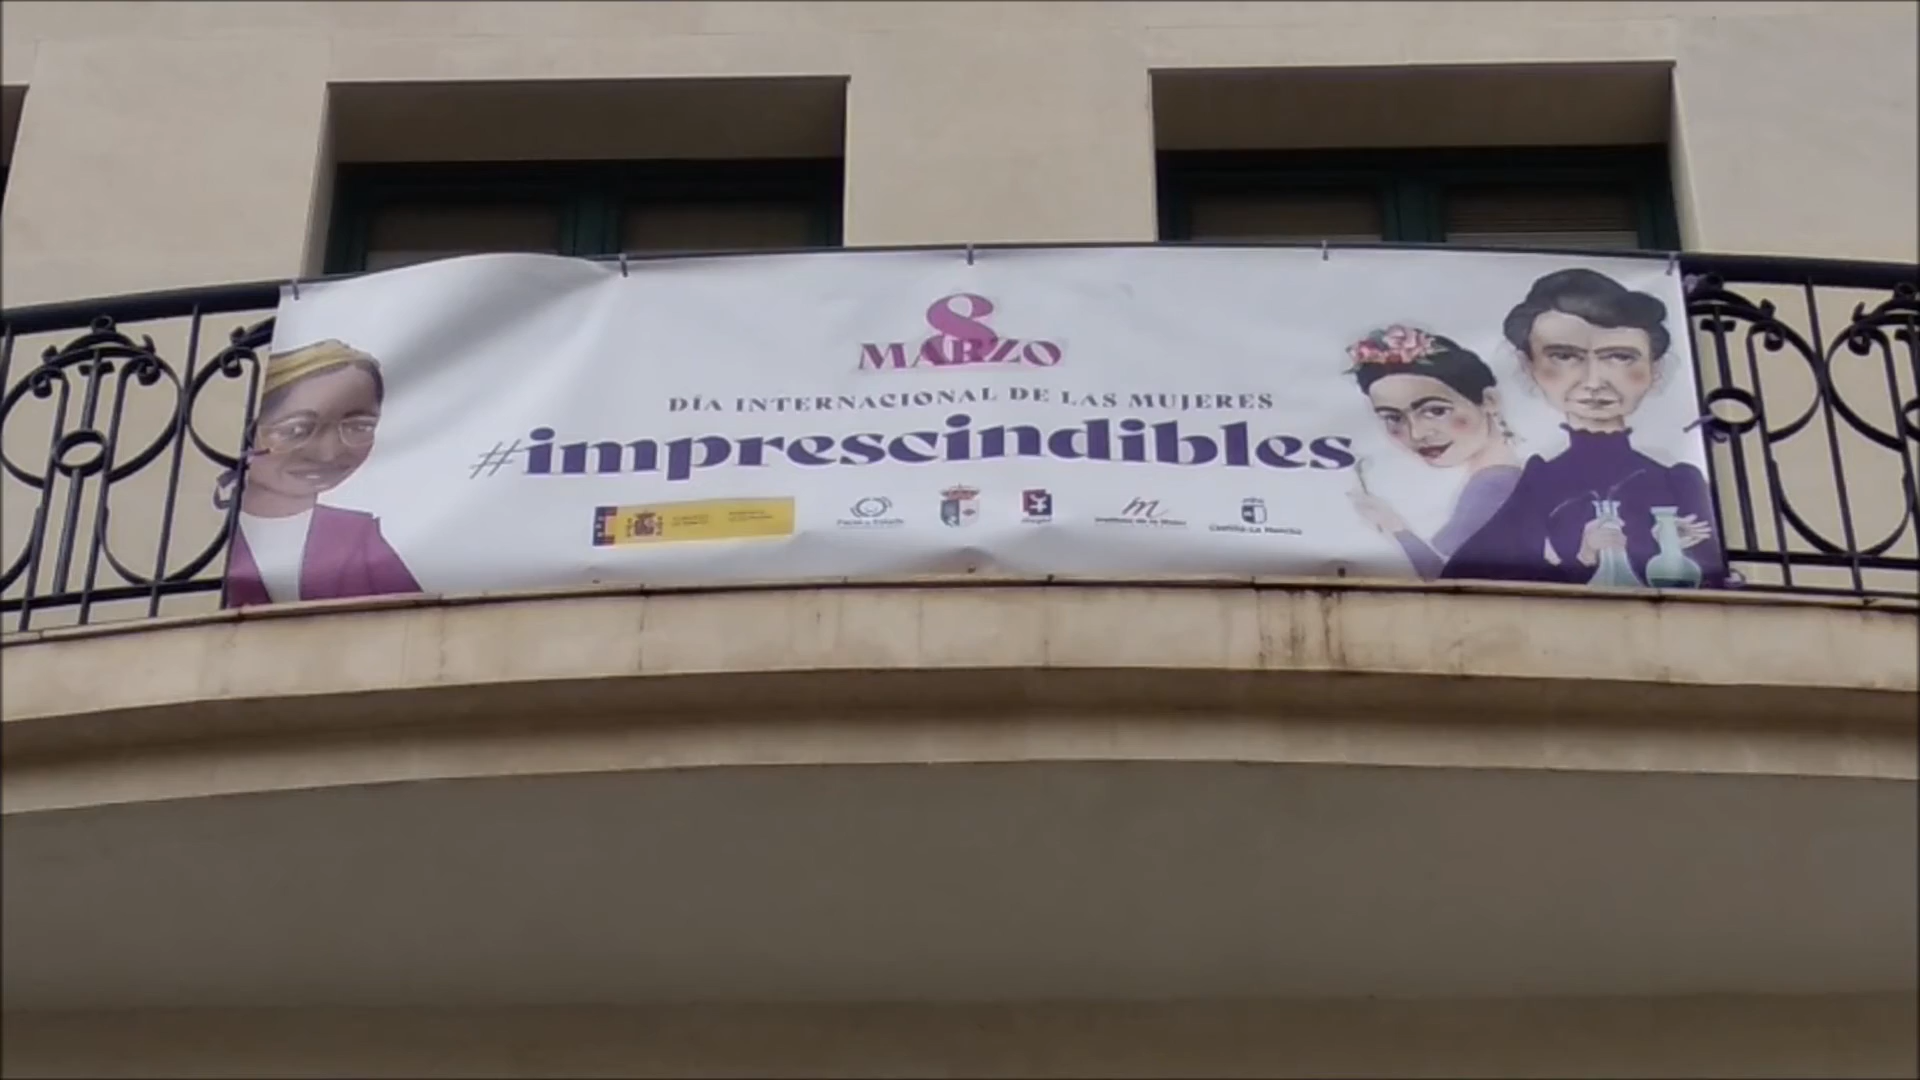 8
MARZO
DÍA INTERNACIONAL DE LAS MUJERES
#imprescindibles
Castilla-La Mancha